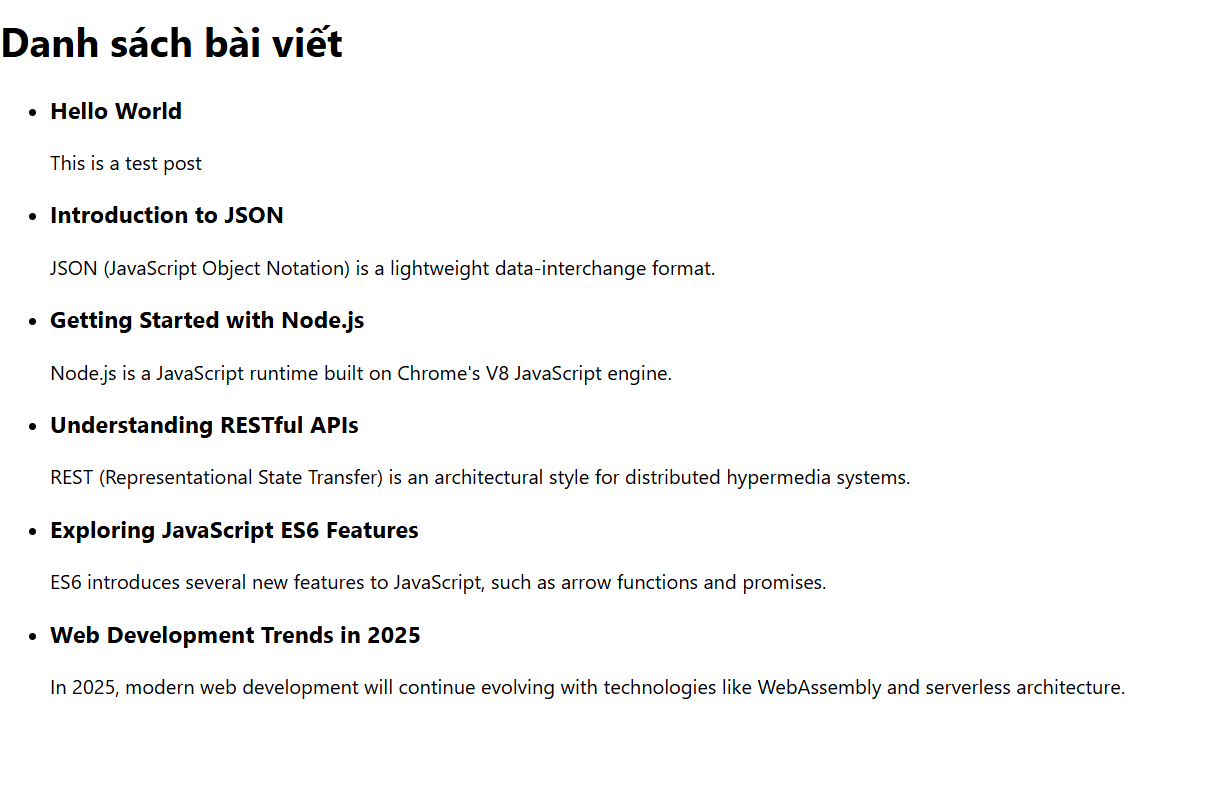 Danh sách bài viết
Hello World
This is a test post
Introduction to JSON
JSON (JavaScript Object Notation) is a lightweight data-interchange format.
Getting Started with Node.js
Node.js is a JavaScript runtime built on Chrome's V8 JavaScript engine.
Understanding RESTful APIs
REST (Representational State Transfer) is an architectural style for distributed hypermedia systems.
Exploring JavaScript ES6 Features
ES6 introduces several new features to JavaScript, such as arrow functions and promises.
Web Development Trends in 2025
In 2025, modern web development will continue evolving with technologies like WebAssembly and serverless architecture.